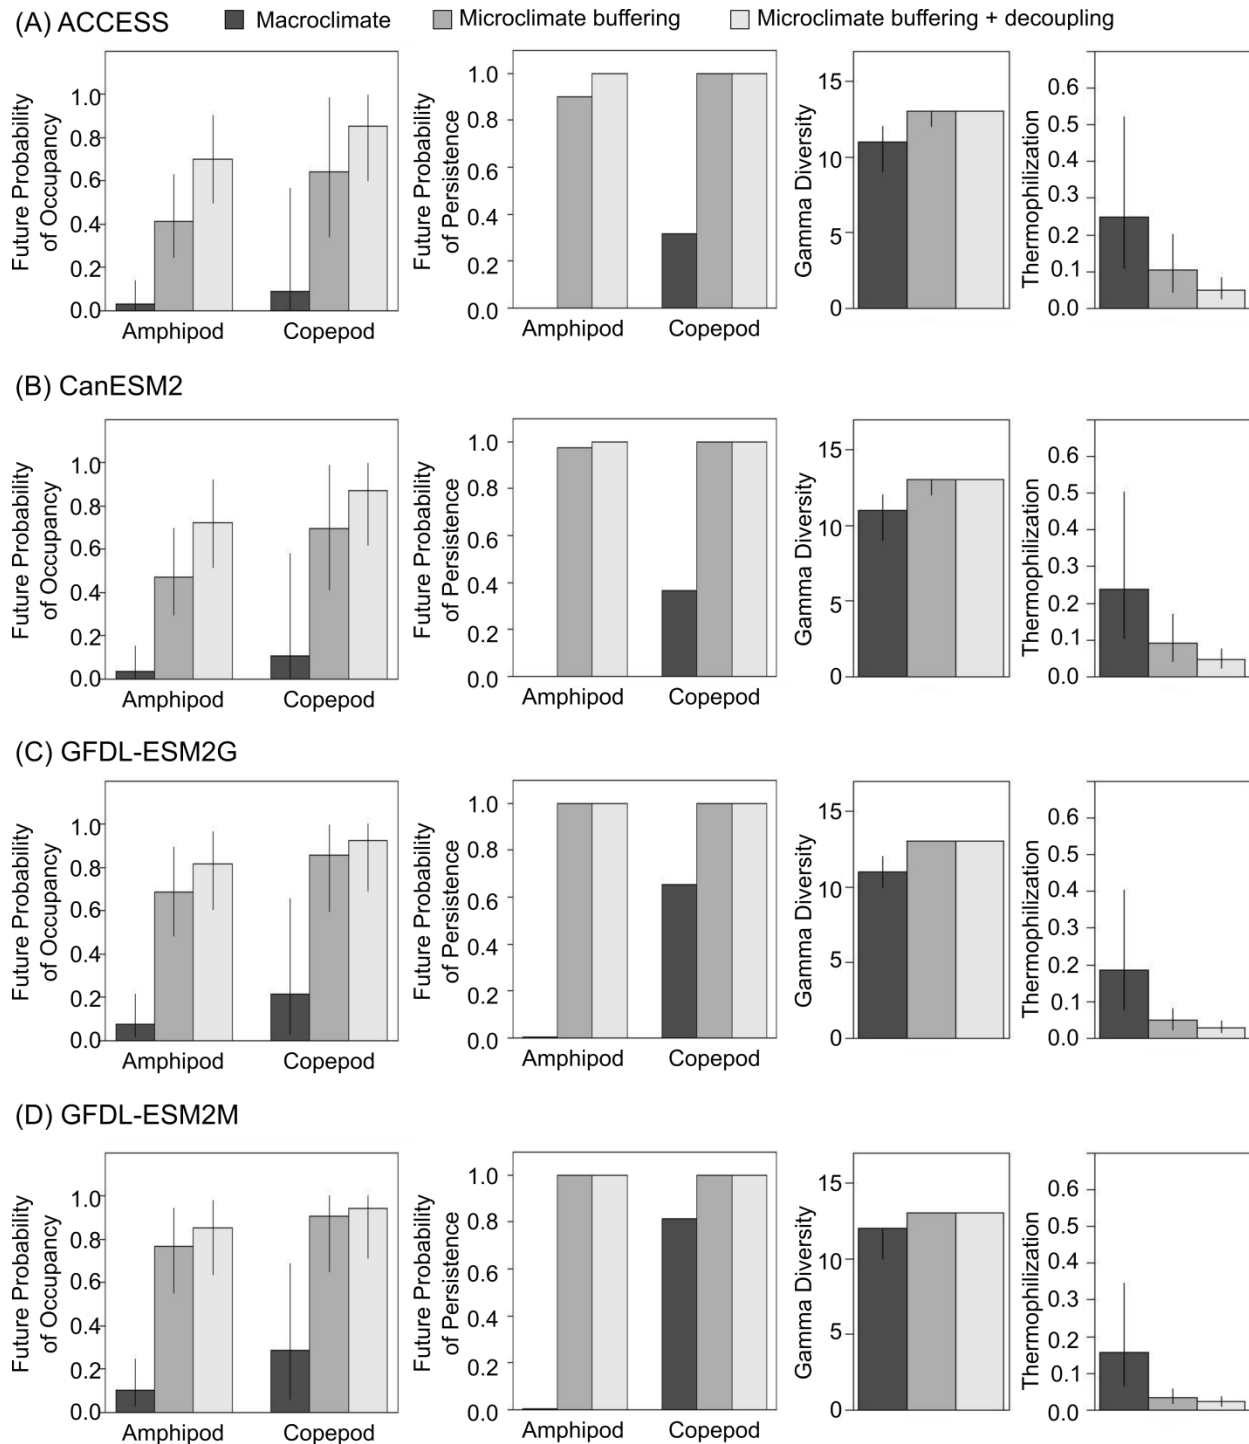 (A) ACCESS
Macroclimate
Microclimate buffering
Microclimate buffering + decoupling
Future Probability
of Occupancy
1.0
0.8
0.6
0.4
0.2
0.0
Amphipod
Copepod
Future Probability
of Persistence
1.0
0.8
0.6
0.4
0.2
0.0
Amphipod
Copepod
Gamma Diversity
15
10
5
0
Thermophilization
0.6
0.5
0.4
0.3
0.2
0.1
0.0
(B) CanESM2
Future Probability
of Occupancy
1.0
0.8
0.6
0.4
0.2
0.0
Amphipod
Copepod
Future Probability
of Persistence
1.0
0.8
0.6
0.4
0.2
0.0
Amphipod
Copepod
Gamma Diversity
15
10
5
0
Thermophilization
0.6
0.5
0.4
0.3
0.2
0.1
0.0
(C) GFDL-ESM2G
Future Probability
of Occupancy
1.0
0.8
0.6
0.4
0.2
0.0
Amphipod
Copepod
Future Probability
of Persistence
1.0
0.8
0.6
0.4
0.2
0.0
Amphipod
Copepod
Gamma Diversity
15
10
5
0
Thermophilization
0.6
0.5
0.4
0.3
0.2
0.1
0.0
(D) GFDL-ESM2M
Future Probability
of Occupancy
1.0
0.8
0.6
0.4
0.2
0.0
Amphipod
Copepod
Future Probability
of Persistence
1.0
0.8
0.6
0.4
0.2
0.0
Amphipod
Copepod
Gamma Diversity
15
10
5
0
Thermophilization
0.6
0.5
0.4
0.3
0.2
0.1
0.0